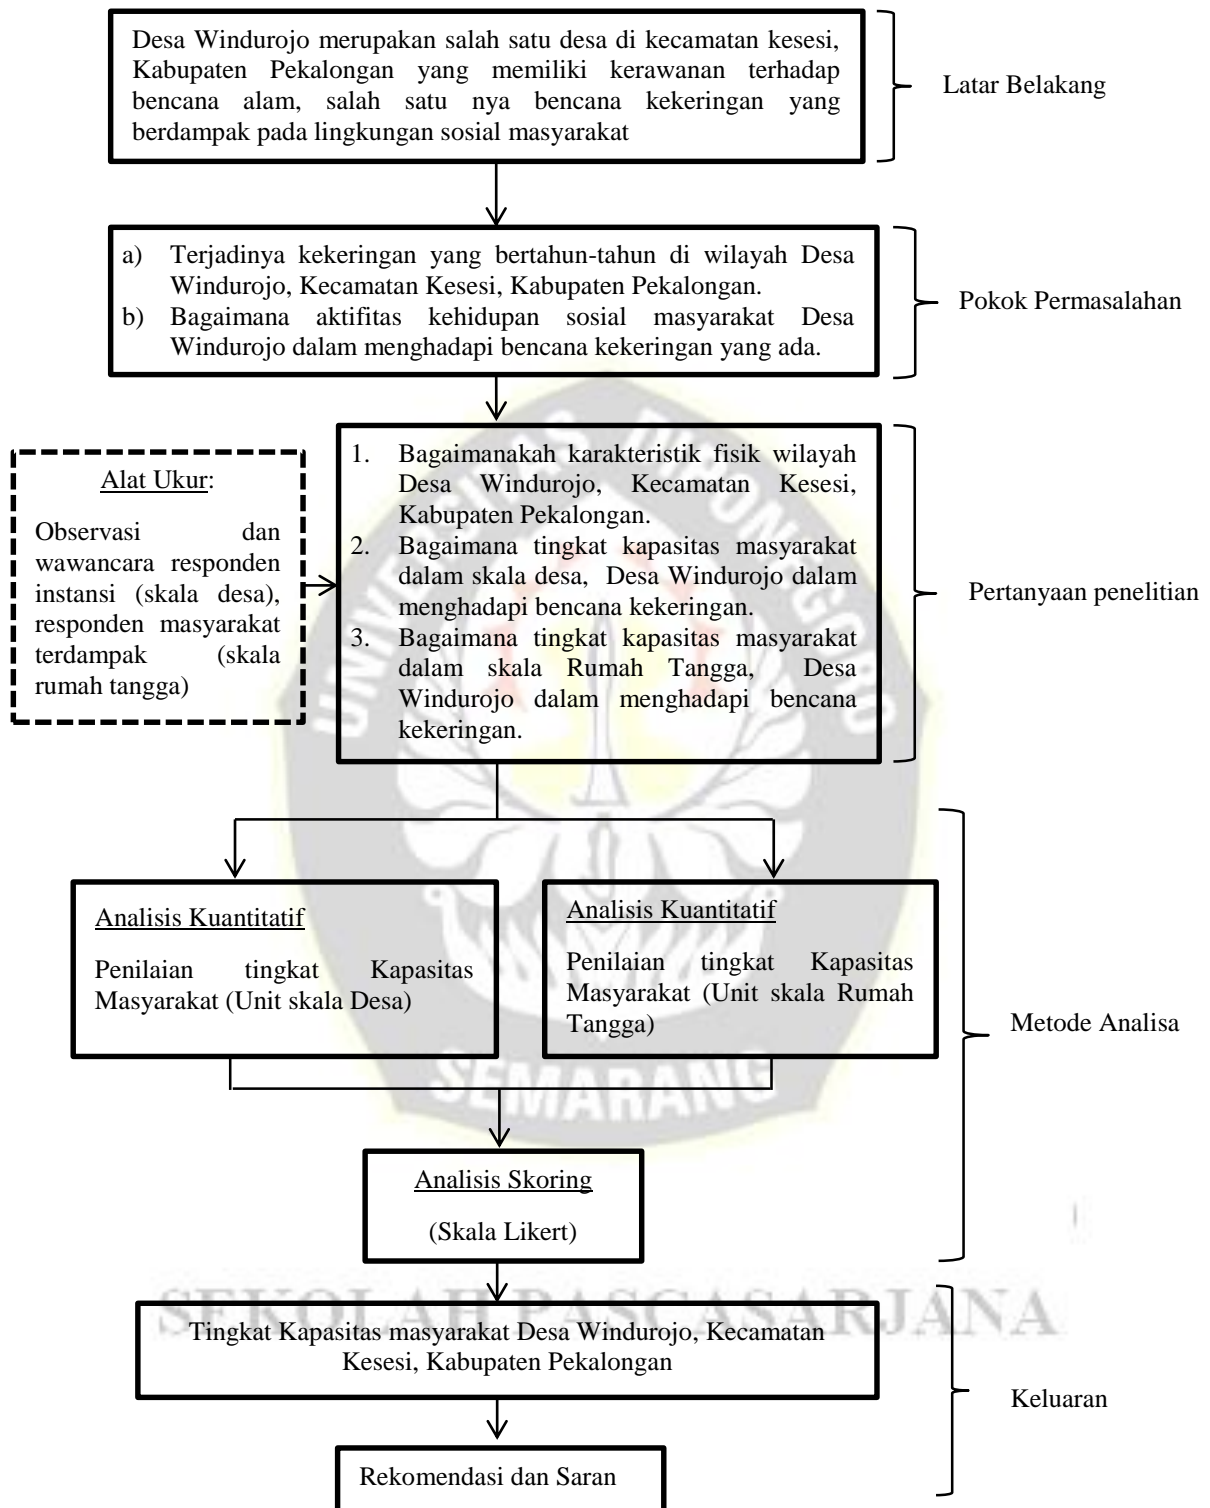 Desa Windurojo merupakan salah satu desa di kecamatan kesesi,
Kabupaten Pekalongan yang memiliki kerawanan terhadap
bencana alam, salah satu nya bencana kekeringan yang
berdampak pada lingkungan sosial masyarakat
Latar Belakang
a) Terjadinya kekeringan yang bertahun-tahun di wilayah Desa
Windurojo, Kecamatan Kesesi, Kabupaten Pekalongan.
b) Bagaimana aktifitas kehidupan sosial masyarakat Desa
Windurojo dalam menghadapi bencana kekeringan yang ada.
Pokok Permasalahan
Alat Ukur:
Observasi dan
wawancara responden
instansi (skala desa),
responden masyarakat
terdampak (skala
rumah tangga)
1. Bagaimanakah karakteristik fisik wilayah
Desa Windurojo, Kecamatan Kesesi,
Kabupaten Pekalongan.
2. Bagaimana tingkat kapasitas masyarakat
dalam skala desa, Desa Windurojo dalam
menghadapi bencana kekeringan.
3. Bagaimana tingkat kapasitas masyarakat
dalam skala Rumah Tangga, Desa
Windurojo dalam menghadapi bencana
kekeringan.
Pertanyaan penelitian
UNIVERSITAS DIPONEGORO
Analisis Kuantitatif
Penilaian tingkat Kapasitas
Masyarakat (Unit skala Desa)
Analisis Kuantitatif
Penilaian tingkat Kapasitas
Masyarakat (Unit skala Rumah
Tangga)
Metode Analisa
SEMARANG
Analisis Skoring
(Skala Likert)
SEKOLAH PASCASARJANA
Tingkat Kapasitas masyarakat Desa Windurojo, Kecamatan
Kesesi, Kabupaten Pekalongan
Keluaran
Rekomendasi dan Saran